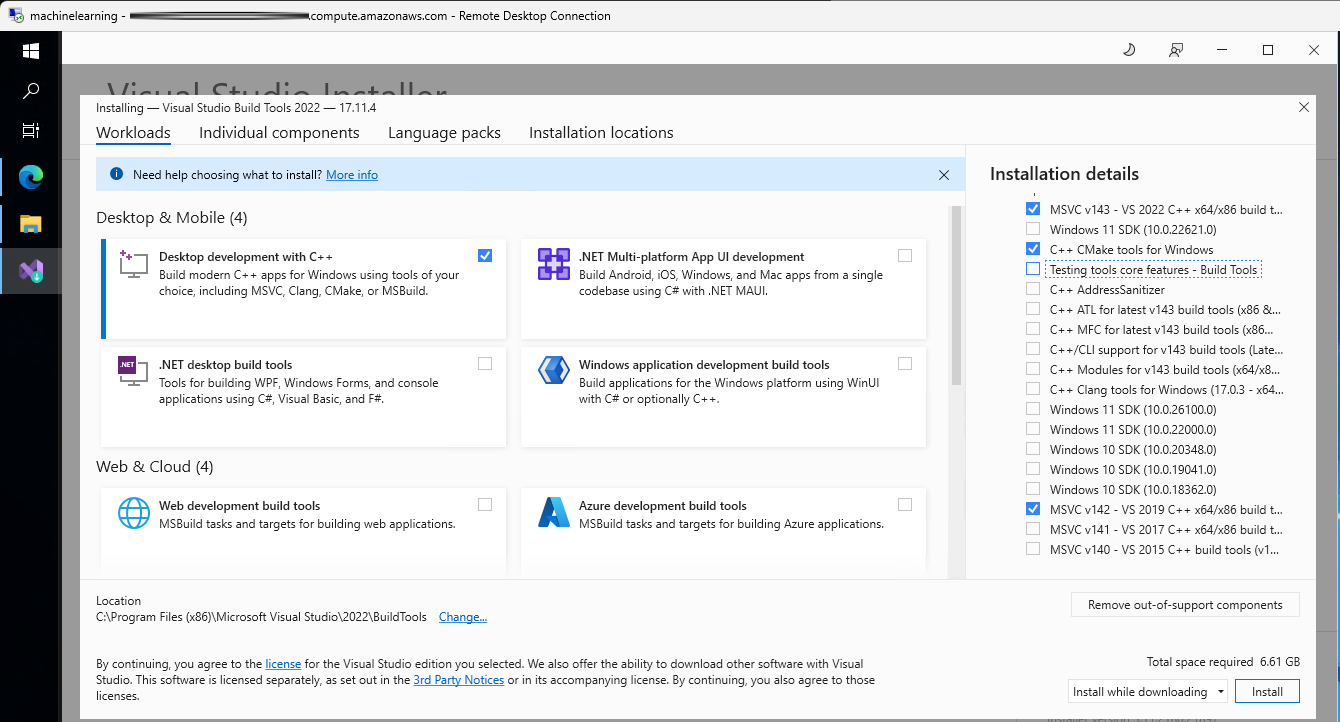 machinelearning - .compute.amazonaws.com - Remote Desktop Connection
Visual Studio Installer
Installing — Visual Studio Build Tools 2022 — 17.11.4
Workloads Individual components Language packs Installation locations
Need help choosing what to install? More info
Desktop & Mobile (4)
Desktop development with C++
Build modern C++ apps for Windows using tools of your
choice, including MSVC, Clang, CMake, or MSBuild.
.NET Multi-platform App UI development
Build Android, iOS, Windows, and Mac apps from a single
codebase using C# with .NET MAUI.
.NET
.NET desktop build tools
Tools for building WPF, Windows Forms, and console
applications using C#, Visual Basic, and F#.
Windows application development build tools
Build applications for the Windows platform using WinUI
with C# or optionally C++.
Web & Cloud (4)
Web development build tools
MSBuild tasks and targets for building web applications.
Azure development build tools
MSBuild tasks and targets for building Azure applications.
Installation details
MSVC v143 - VS 2022 C++ x64/x86 build t...
Windows 11 SDK (10.0.22621.0)
C++ CMake tools for Windows
Testing tools core features - Build Tools
C++ AddressSanitizer
C++ ATL for latest v143 build tools (x86 &...
C++ MFC for latest v143 build tools (x86...
C++/CLI support for v143 build tools (Late...
C++ Modules for v143 build tools (x64/x8...
C++ Clang tools for Windows (17.0.3 - x64...
Windows 11 SDK (10.0.26100.0)
Windows 11 SDK (10.0.22000.0)
Windows 10 SDK (10.0.20348.0)
Windows 10 SDK (10.0.19041.0)
Windows 10 SDK (10.0.18362.0)
MSVC v142 - VS 2019 C++ x64/x86 build t...
MSVC v141 - VS 2017 C++ x64/x86 build t...
MSVC v140 - VS 2015 C++ build tools (v1...
Location
C:\Program Files (x86)\Microsoft Visual Studio\2022\BuildTools Change...
Remove out-of-support components
By continuing, you agree to the license for the Visual Studio edition you selected. We also offer the ability to download other software with Visual
Studio. This software is licensed separately, as set out in the 3rd Party Notices or in its accompanying license. By continuing, you also agree to those
licenses.
Total space required 6.61 GB
Install while downloading Install